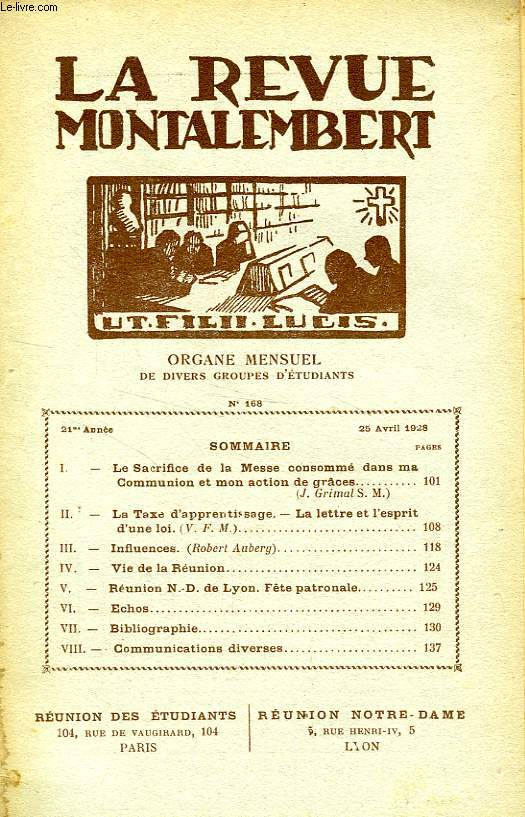 Le-livre.com
LA REVUE
MONTALEMBERT
UT.FILII.LUCIS.
ORGANE MENSUEL
DE DIVERS GROUPES D'ÉTUDIANTS
N° 168
21me Année 25 Avril 1928
SOMMAIRE PAGES
I. — Le Sacrifice de la Messe consommé dans ma
Communion et mon action de grâces.......... 101
(J. Grimal S. M.)
II. — La Taxe d'apprentissage. — La lettre et l'esprit
d'une loi. (V. F. M.).............................. 108
III. — Influences. (Robert Auberg)........................ 118
IV. — Vie de la Réunion................................ 124
V. — Réunion N.-D. de Lyon. Fête patronale.......... 125
VI. — Echos............................................. 129
VII. — Bibliographie..................................... 130
VIII. — Communications diverses........................ 137
RÉUNION DES ÉTUDIANTS
104, RUE DE VAUGIRARD, 104
PARIS
RÉUNION NOTRE-DAME
5, RUE HENRI-IV, 5
LYON